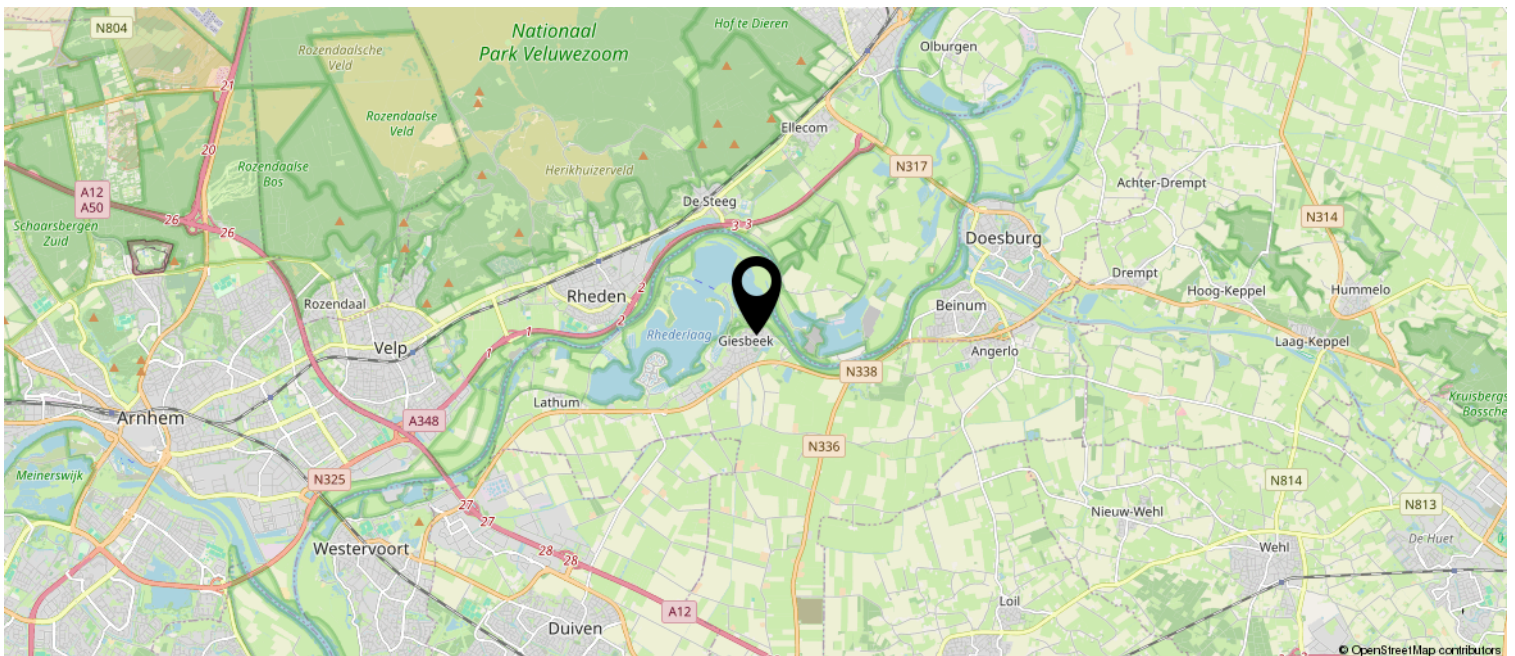 N804
Nationaal
Park Veluwezoom
Hof te Dieren
Olburgen
Rozendaalsche
Veld
21
Rozendaalse
Veld
Ellecom
20
Rozendaalse
Bos
Herikhuizerveld
N317
Achter-Drempt
A12
A50
De Steeg
26
26
3 3
N314
Schaarsbergen
Zuid
Doesburg
Drempt
Hoog-Keppel
Hummelo
Rozendaal
Rheden
2
2
Beinum
1
1
Velp
Rhederlaag
Giesbeek
Angerlo
Laag-Keppel
N338
Lathum
Kruisbergs
Bossche
Arnhem
A348
N336
Meinerswijk
N325
N814
27
27
N813
Nieuw-Wehl
De Huet
Westervoort
28
28
Wehl
A12
Loil
Duiven
© OpenStreetMap contributors